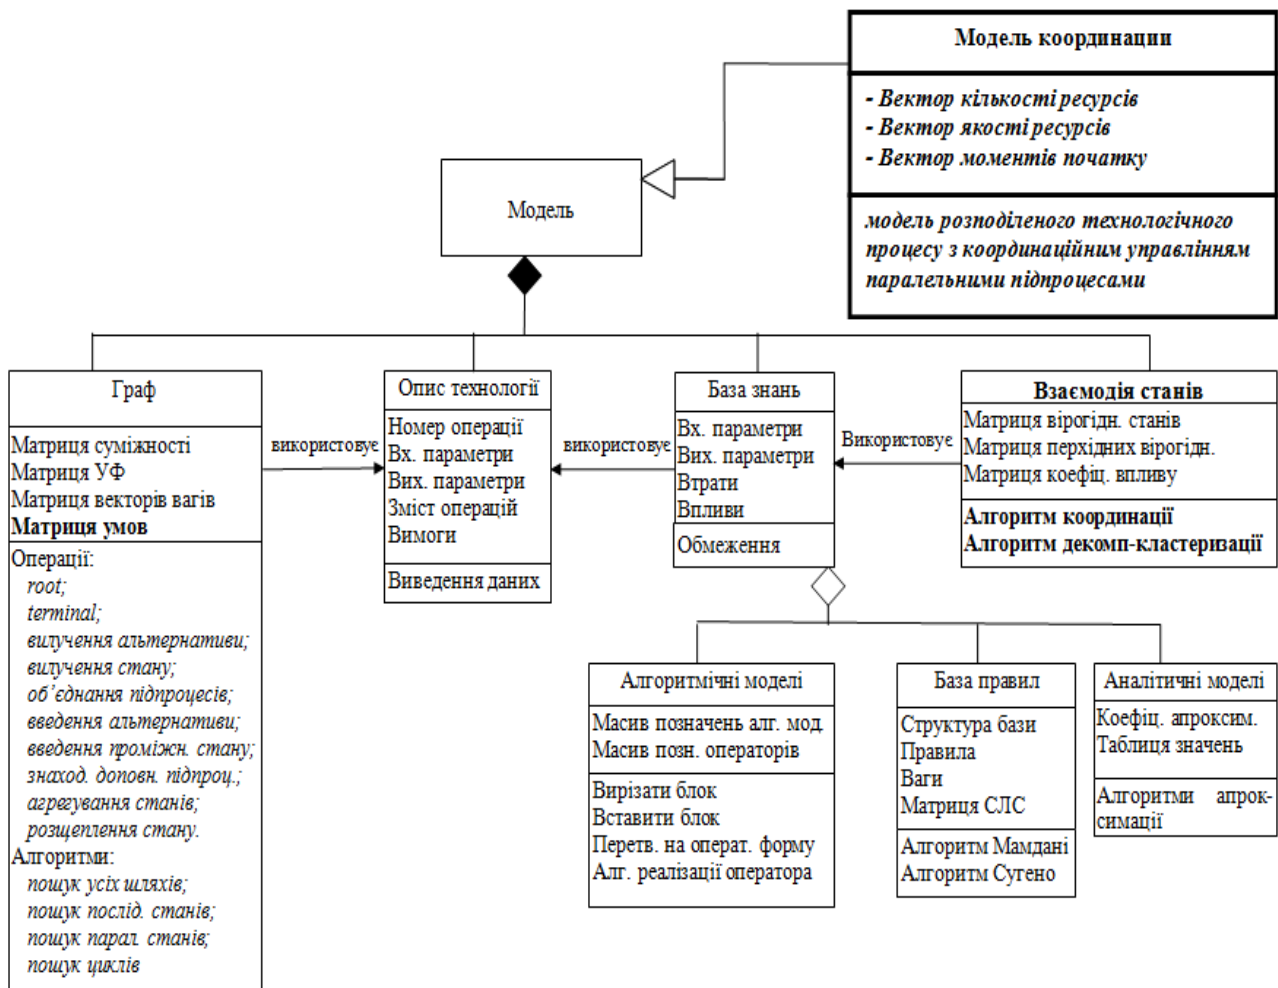 Модель координации
- Вектор кількості ресурсів
- Вектор якості ресурсів
- Вектор моментів початку
модель розподіленого технологічного
процесу з координаційним управлінням
паралельними підпроцесами
Модель
Граф
Матриця суміжності
Матриця УФ
Матриця векторів вагів
Матриця умов
Операції:
root;
terminal;
вилучення альтернативи;
вилучення стану;
об’єднання підпроцесів;
введення альтернативи;
введення проміжн. стану;
знаход. доповн. підпроц.;
агрегування станів;
розщеплення стану.
Алгоритми:
пошук усіх шляхів;
пошук послід. станів;
пошук парал. станів;
пошук циклів
використовує
Опис технології
Номер операції
Вх. параметри
Вих. параметри
Зміст операцій
Вимоги
Виведення даних
використовує
База знань
Вх. параметри
Вих. параметри
Втрати
Впливи
Обмеження
Використовує
Взаємодія станів
Матриця вірогідн. станів
Матриця перхідних вірогідн.
Матриця коефіц. впливу
Алгоритм координації
Алгоритм декомп-кластеризації
Алгоритмічні моделі
Масив позначень алг. мод.
Масив позн. операторів
Вирізати блок
Вставити блок
Перетв. на операт. форму
Алг. реалізації оператора
База правил
Структура бази
Правила
Ваги
Матриця СЛС
Алгоритм Мамдані
Алгоритм Сугено
Аналітичні моделі
Коефіц. апроксим.
Таблиця значень
Алгоритми апрок-
симації